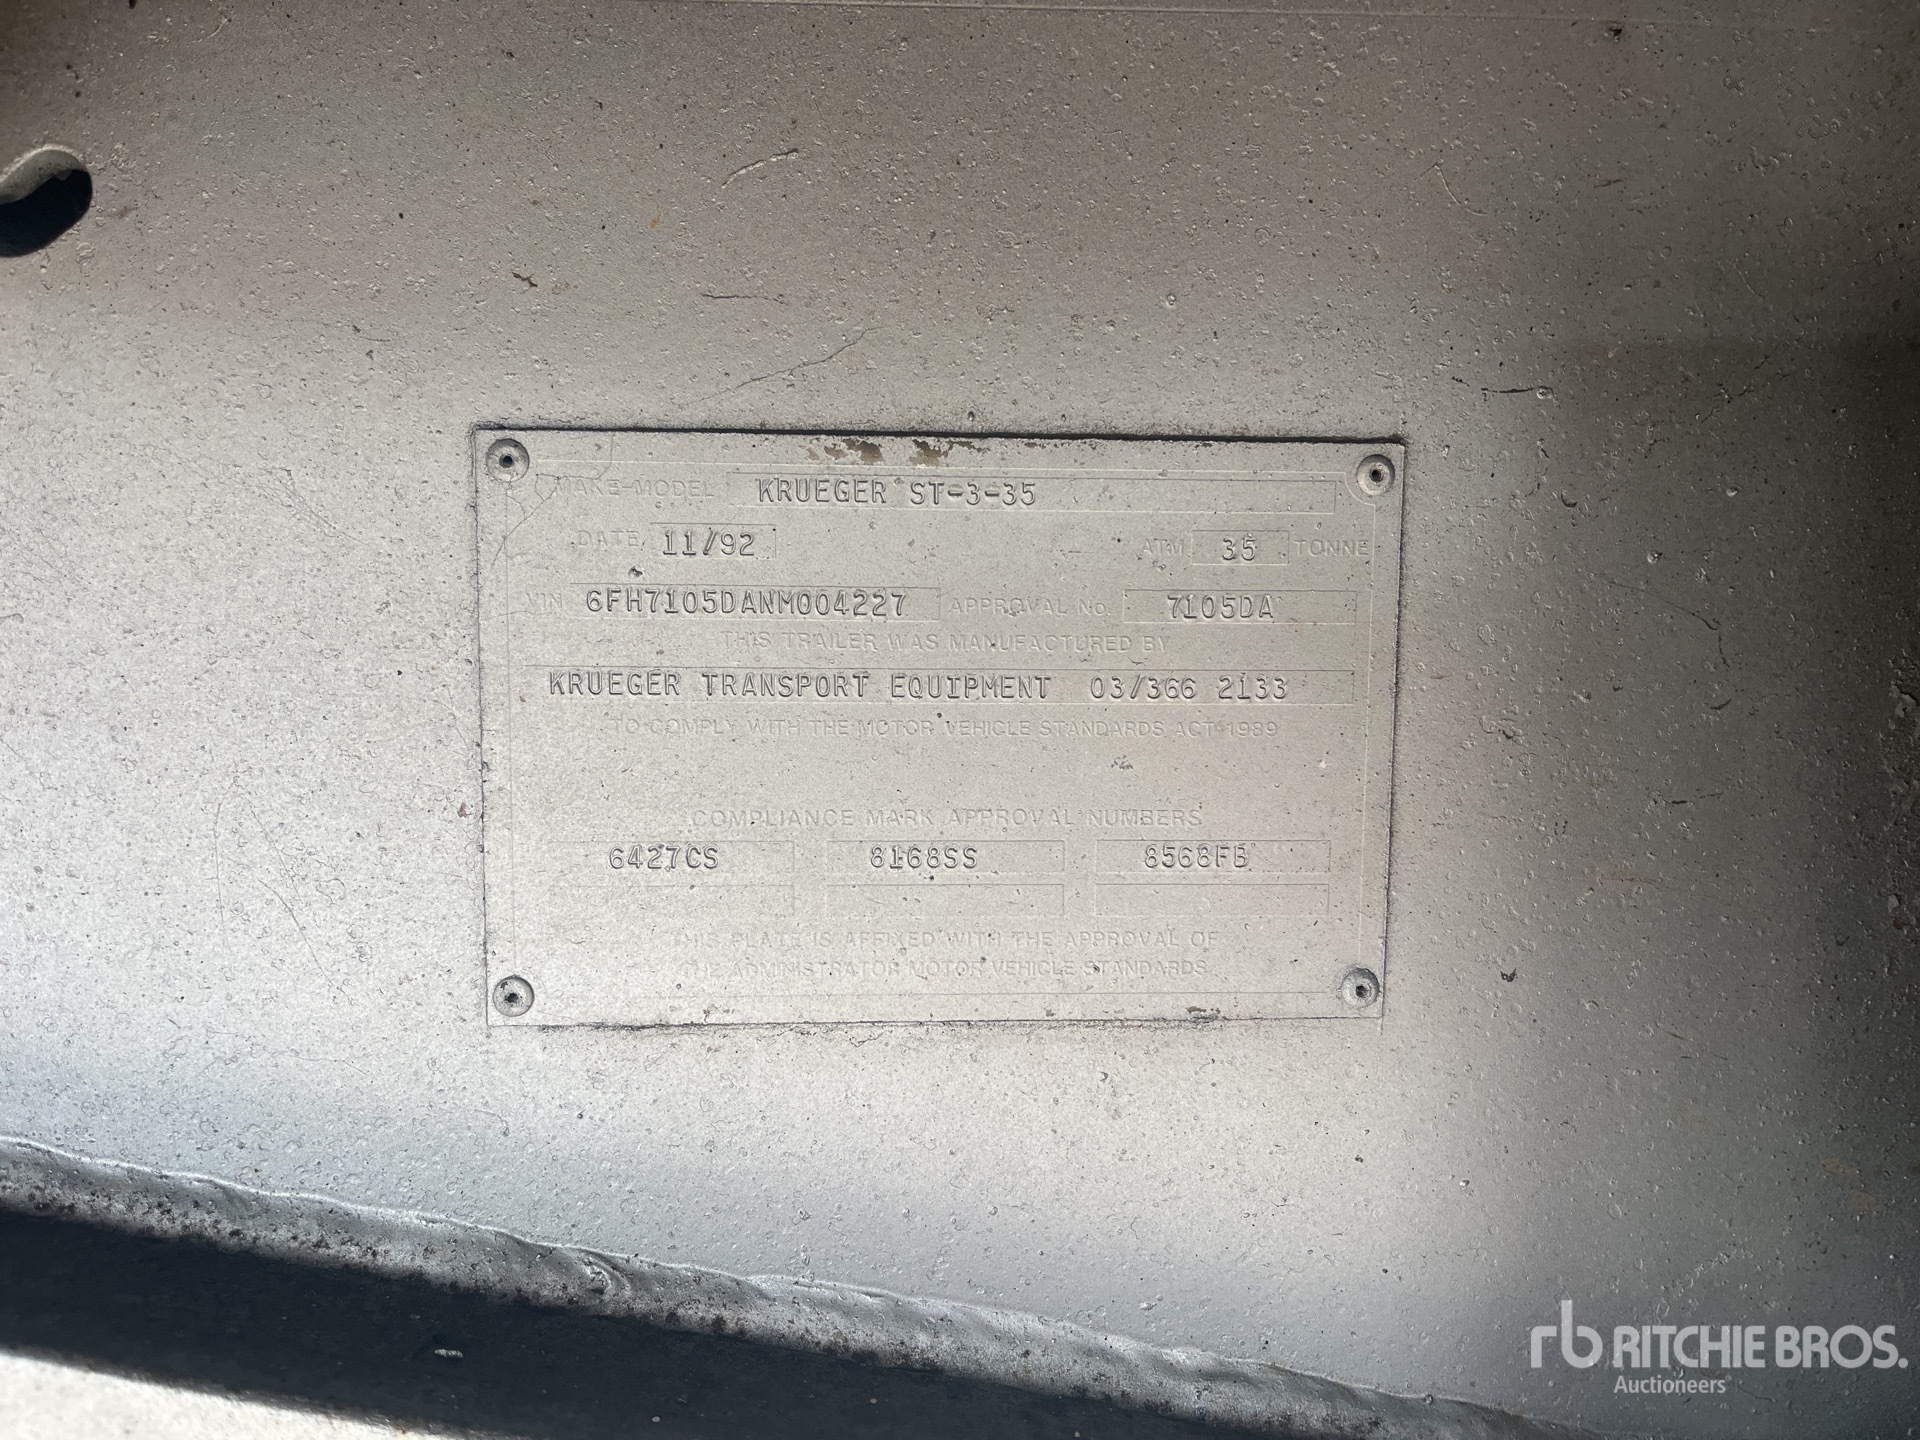 MAKE-MODEL KRUEGER ST-3-35
DATE 11/92 ATM 35 TONNE
VIN 6FH7105DANM004227 APPROVAL No. 7105DA
THIS TRAILER WAS MANUFACTURED BY
KRUEGER TRANSPORT EQUIPMENT 03/366 2133
TO COMPLY WITH THE MOTOR VEHICLE STANDARDS ACT 1989
COMPLIANCE MARK APPROVAL NUMBERS
6427CS 8168SS 8568FB
THIS PLATE IS AFFIXED WITH THE APPROVAL OF
THE ADMINISTRATOR MOTOR VEHICLE STANDARDS
rb RITCHIE BROS.
Auctioneers